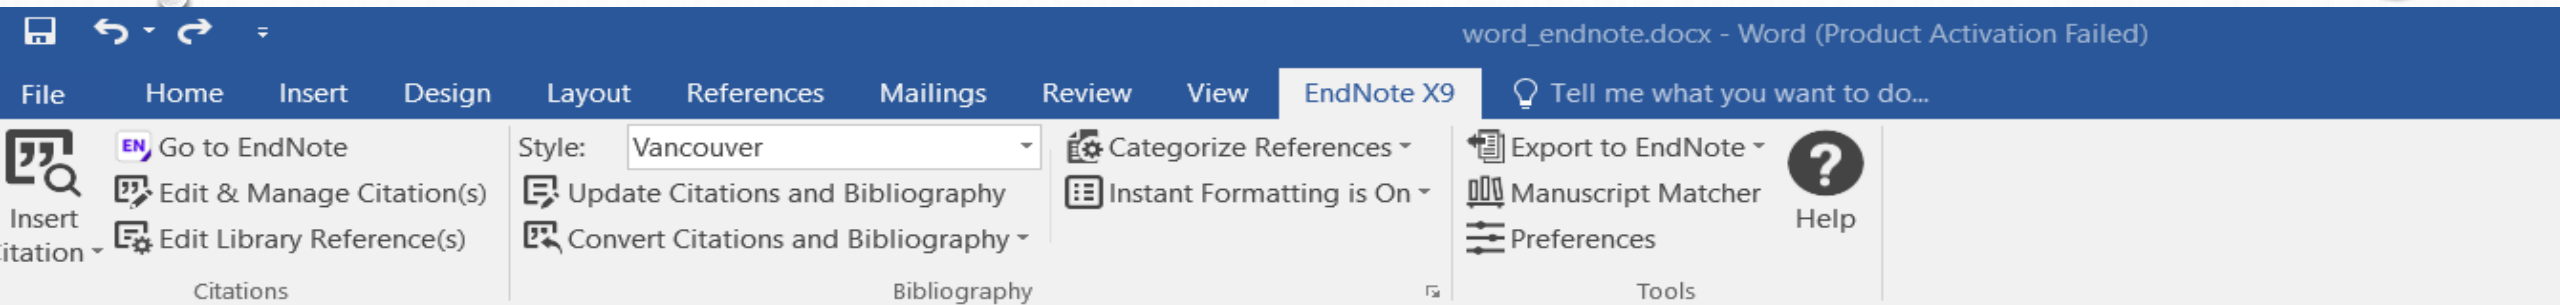 word_endnote.docx - Word (Product Activation Failed)
File Home Insert Design Layout References Mailings Review View EndNote X9 Tell me what you want to do...
Insert
itation
EN Go to EndNote
Edit & Manage Citation(s)
Edit Library Reference(s)
Citations
Style: Vancouver
Update Citations and Bibliography
Convert Citations and Bibliography
Categorize References
Instant Formatting is On
Bibliography
Export to EndNote
Manuscript Matcher
Preferences
? Help
Tools